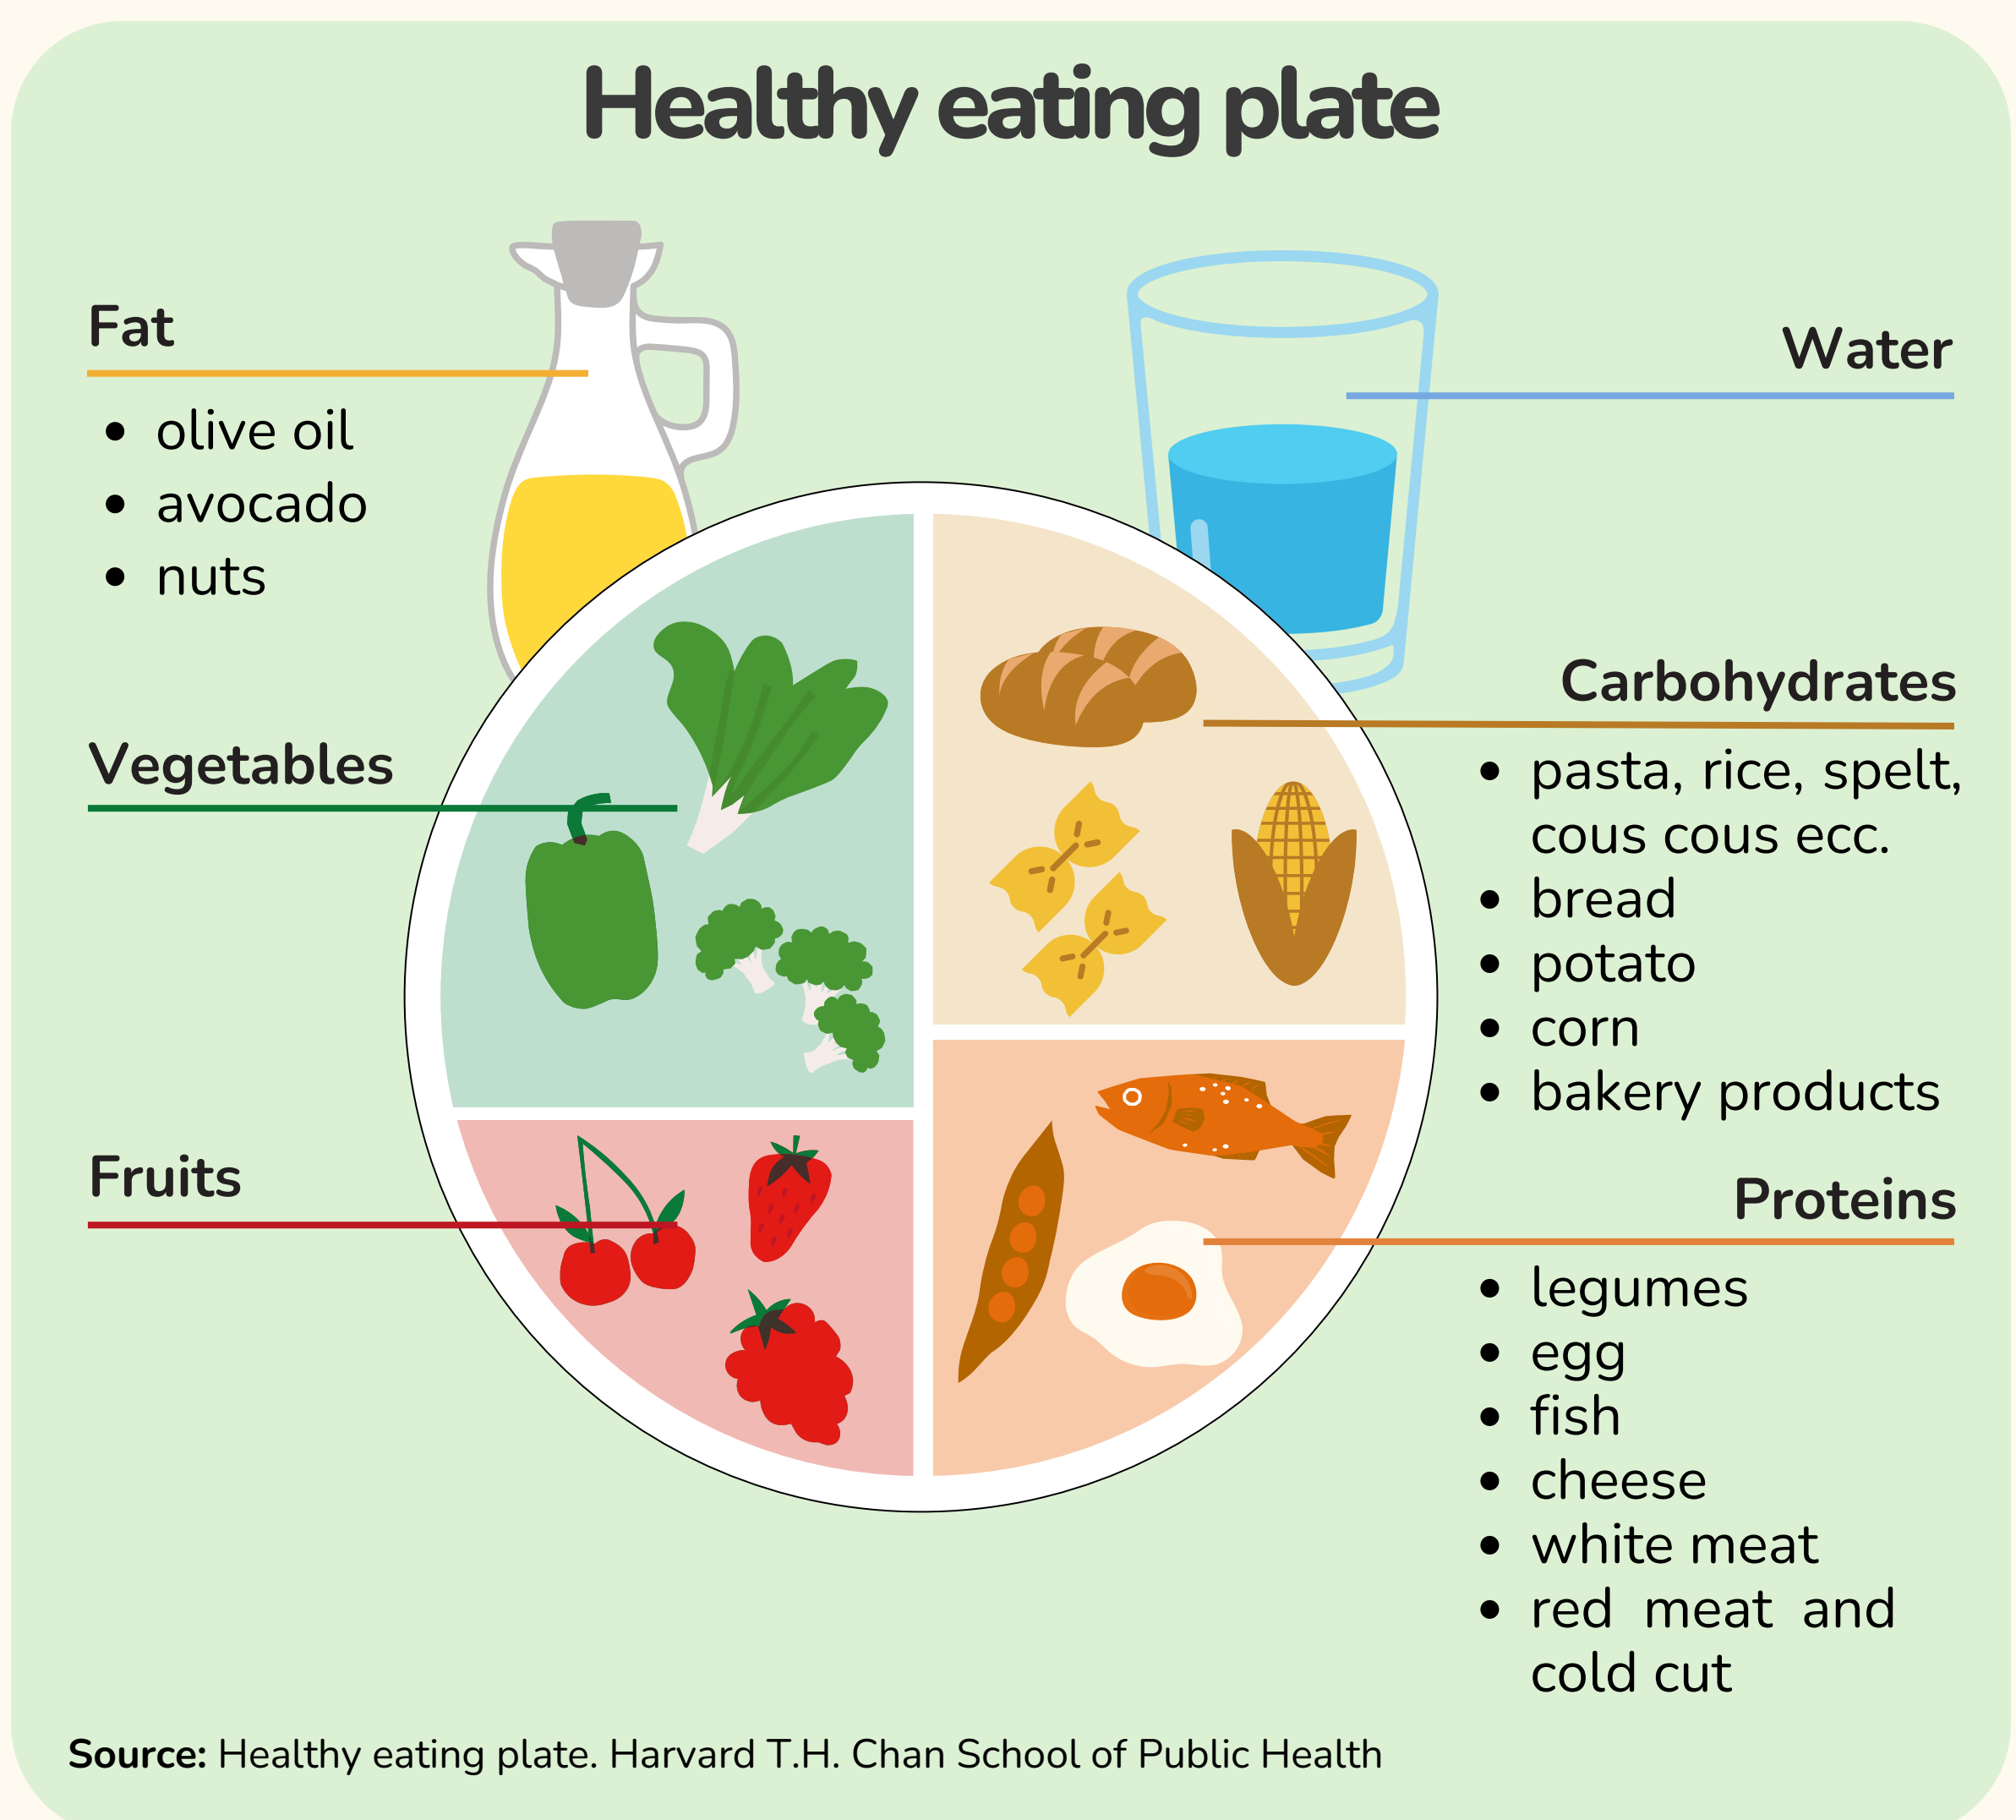 Healthy eating plate
Fat
olive oil
avocado
nuts
Water
Vegetables
Carbohydrates
pasta, rice, spelt,
cous cous ecc.
bread
potato
corn
bakery products
Fruits
Proteins
legumes
egg
fish
cheese
white meat
red meat and
cold cut
Source: Healthy eating plate. Harvard T.H. Chan School of Public Health